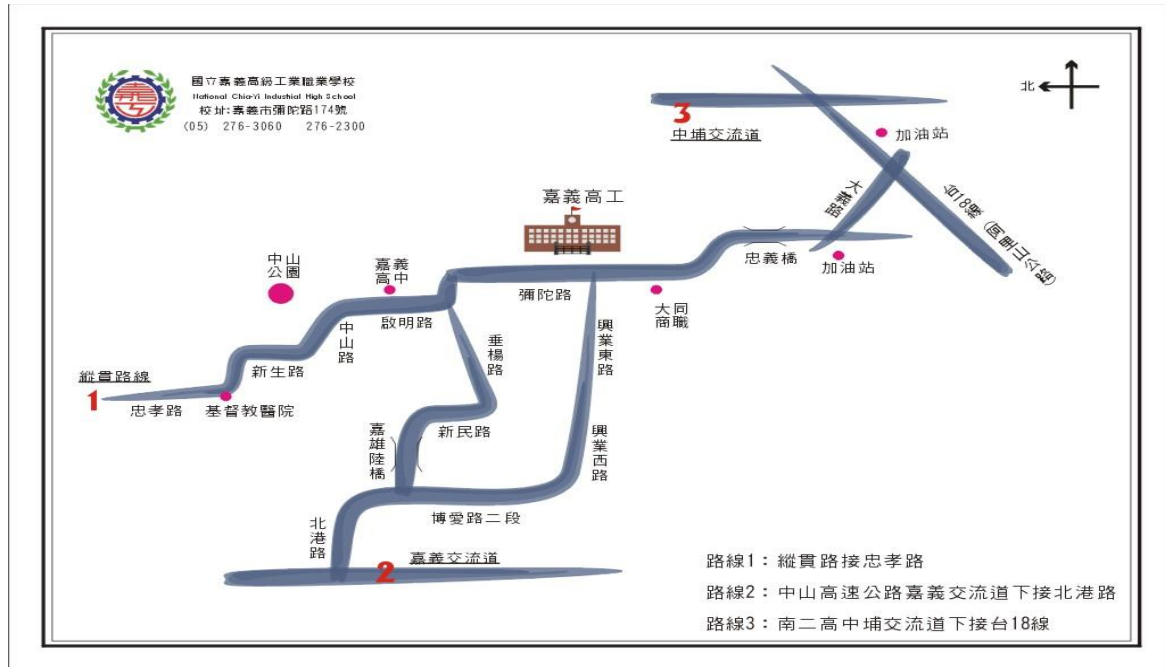 國立嘉義高級工業職業學校
National Chia-Yi Industrial High School
校址:嘉義市彌陀路174號
(05) 276-3060 276-2300
北
3
中埔交流道
加油站
嘉義高工
大義路
台18線(阿里山公路)
中山
公園
嘉義
高中
忠義橋
加油站
彌陀路
大同
商職
啟明路
中山路
垂楊路
興業東路
新生路
縱貫路線
1
忠孝路
基督教醫院
新民路
嘉雄陸橋
興業西路
博愛路二段
北港路
嘉義交流道
2
路線1：縱貫路接忠孝路
路線2：中山高速公路嘉義交流道下接北港路
路線3：南二高中埔交流道下接台18線